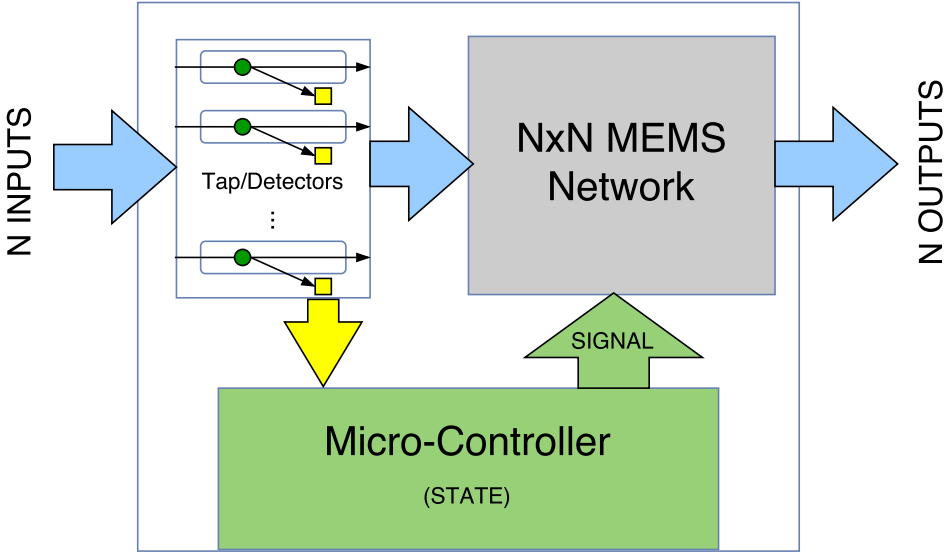 N INPUTS
Tap/Detectors
...
NxN MEMS
Network
N OUTPUTS
SIGNAL
Micro-Controller
(STATE)